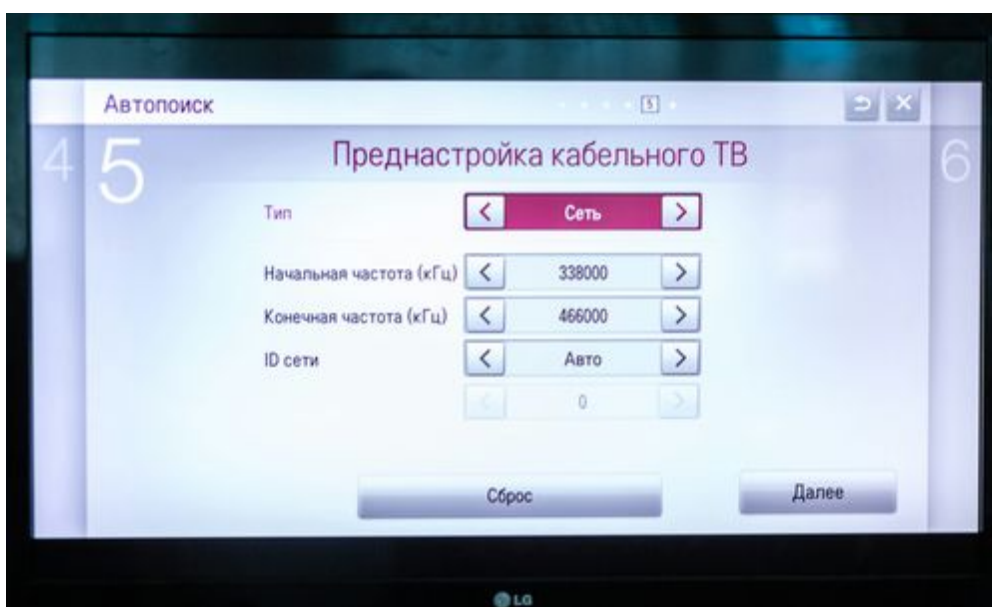 Автопоиск
5
4
5
Преднастройка кабельного ТВ
6
Тип
Сеть
Начальная частота (кГц)
338000
Конечная частота (кГц)
466000
ID сети
Авто
0
Сброс
Далее
LG